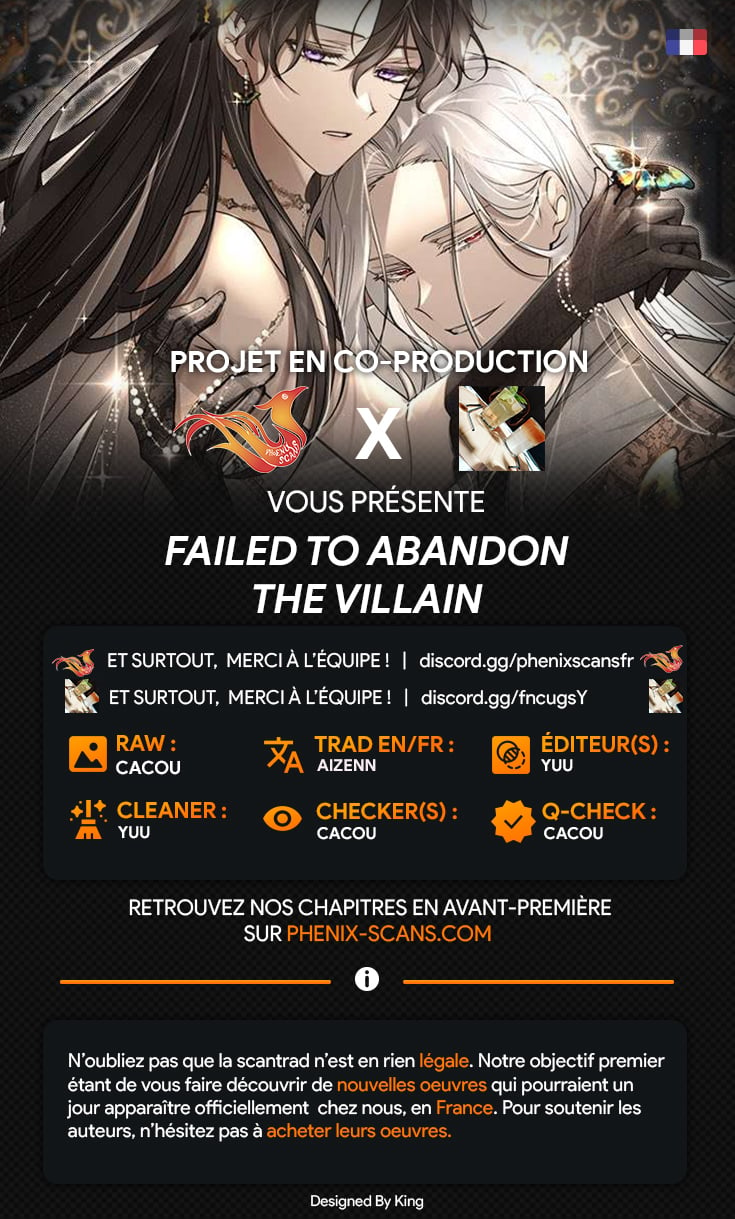 PROJET EN CO-PRODUCTION
PHENIX SCANS
X
VOUS PRÉSENTE
FAILED TO ABANDON
THE VILLAIN
ET SURTOUT, MERCI À L'ÉQUIPE ! | discord.gg/phenixscansfr
ET SURTOUT, MERCI À L'ÉQUIPE ! | discord.gg/fncugsY
RAW :
CACOU
TRAD EN/FR :
AIZENN
ÉDITEUR(S) :
YUU
CLEANER :
YUU
CHECKER(S) :
CACOU
Q-CHECK :
CACOU
RETROUVEZ NOS CHAPITRES EN AVANT-PREMIÈRE
SUR PHENIX-SCANS.COM
N'oubliez pas que la scantrad n'est en rien légale. Notre objectif premier
étant de vous faire découvrir de nouvelles oeuvres qui pourraient un
jour apparaître officiellement chez nous, en France. Pour soutenir les
auteurs, n'hésitez pas à acheter leurs oeuvres.
Designed By King